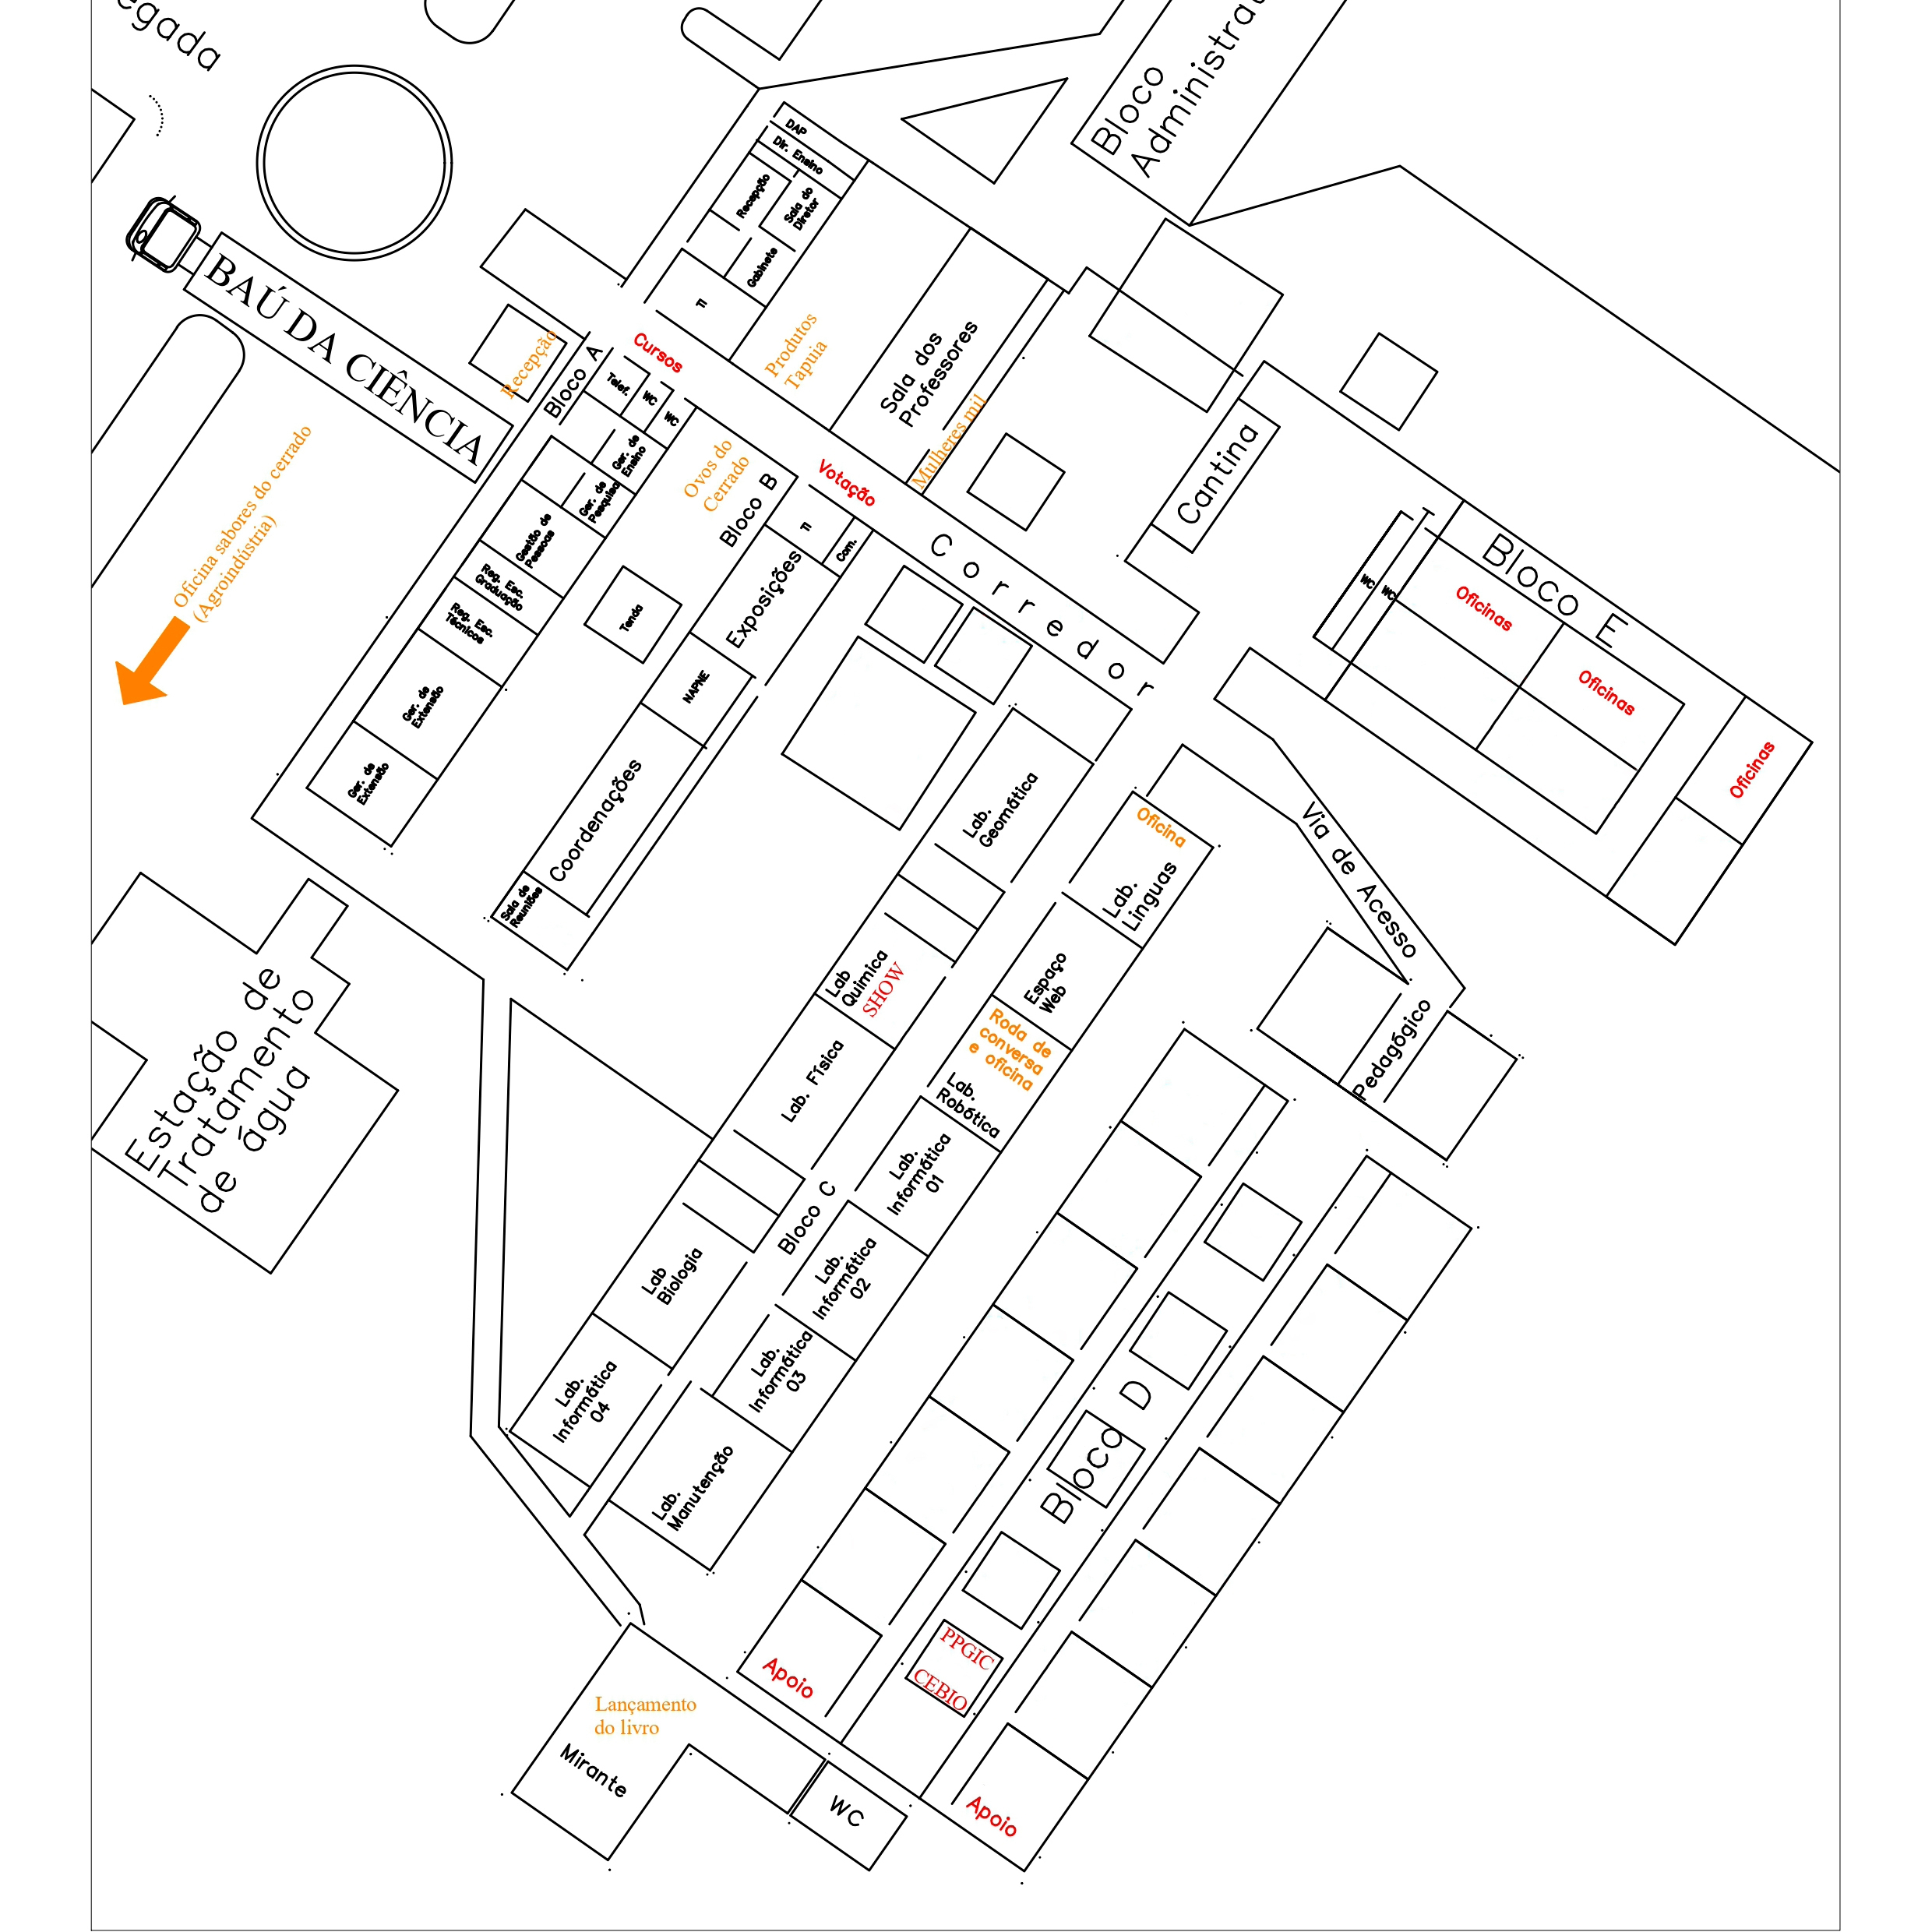 gada
Bloco
Administra
DAP
Dir. Ensino
Recepção
Sala do
Diretor
Gabinete
TI
BAÚ DA CIÊNCIA
Recepção
Bloco A
Cursos
Produtos
Tapuia
Sala dos
Professores
Mulheres mil
Telef.
WC
WC
Ger. de
Ensino
Ger. de
Pesquisa
Gestão de
Pessoas
Reg. Esc.
Graduação
Reg. Esc.
Técnicos
Ger. de
Extensão
Ger. de
Extensão
Oficina sabores do cerrado
(Agroindústria)
Ovos do
Cerrado
Bloco B
Votação
TI
Com.
Exposições
Tenda
NAPNE
Coordenações
Sala de
Reuniões
Corredor
Cantina
Bloco E
WC
WC
Oficinas
Oficinas
Oficinas
Via de Acesso
Pedagógico
Lab.
Geomática
Oficina
Lab.
Linguas
Espaço
Web
Roda de
conversa
e oficina
Lab.
Robótica
Lab
Quimica
SHOW
Lab. Física
Lab.
Informática
01
Bloco C
Lab.
Informática
02
Lab
Biologia
Lab.
Informática
03
Lab.
Informática
04
Lab.
Manutenção
Estação de
Tratamento
de água
Bloco D
PPGIC
CEBIO
Apoio
Apoio
Lançamento
do livro
Mirante
WC